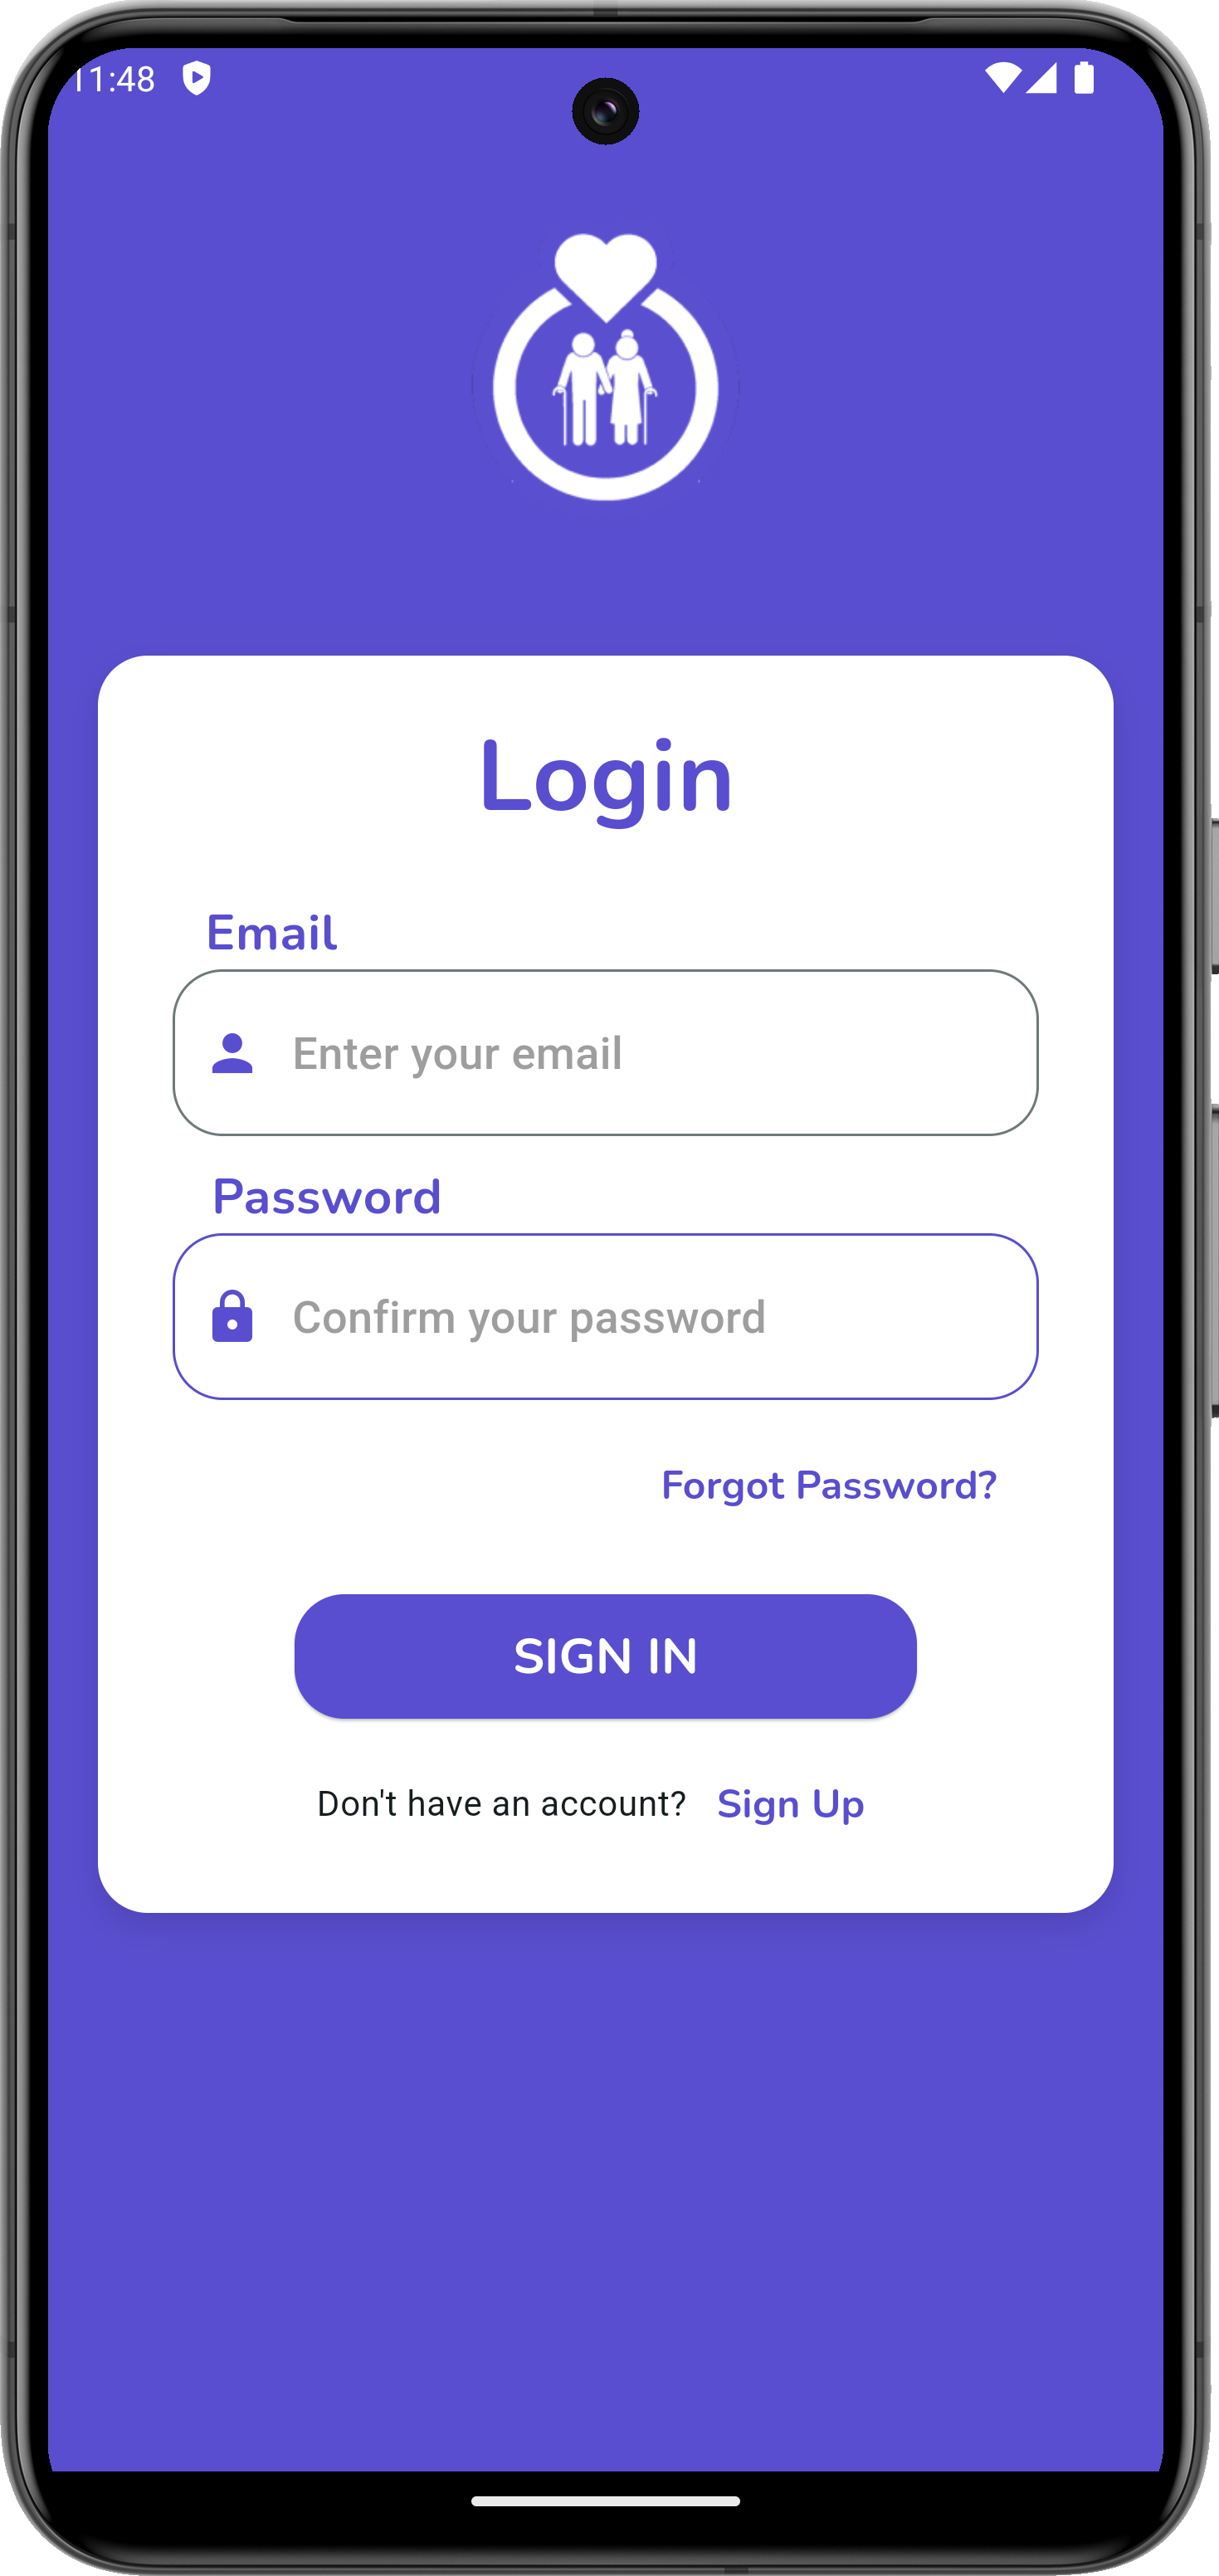 11:48
Login
Email
Enter your email
Password
Confirm your password
Forgot Password?
SIGN IN
Don't have an account? Sign Up